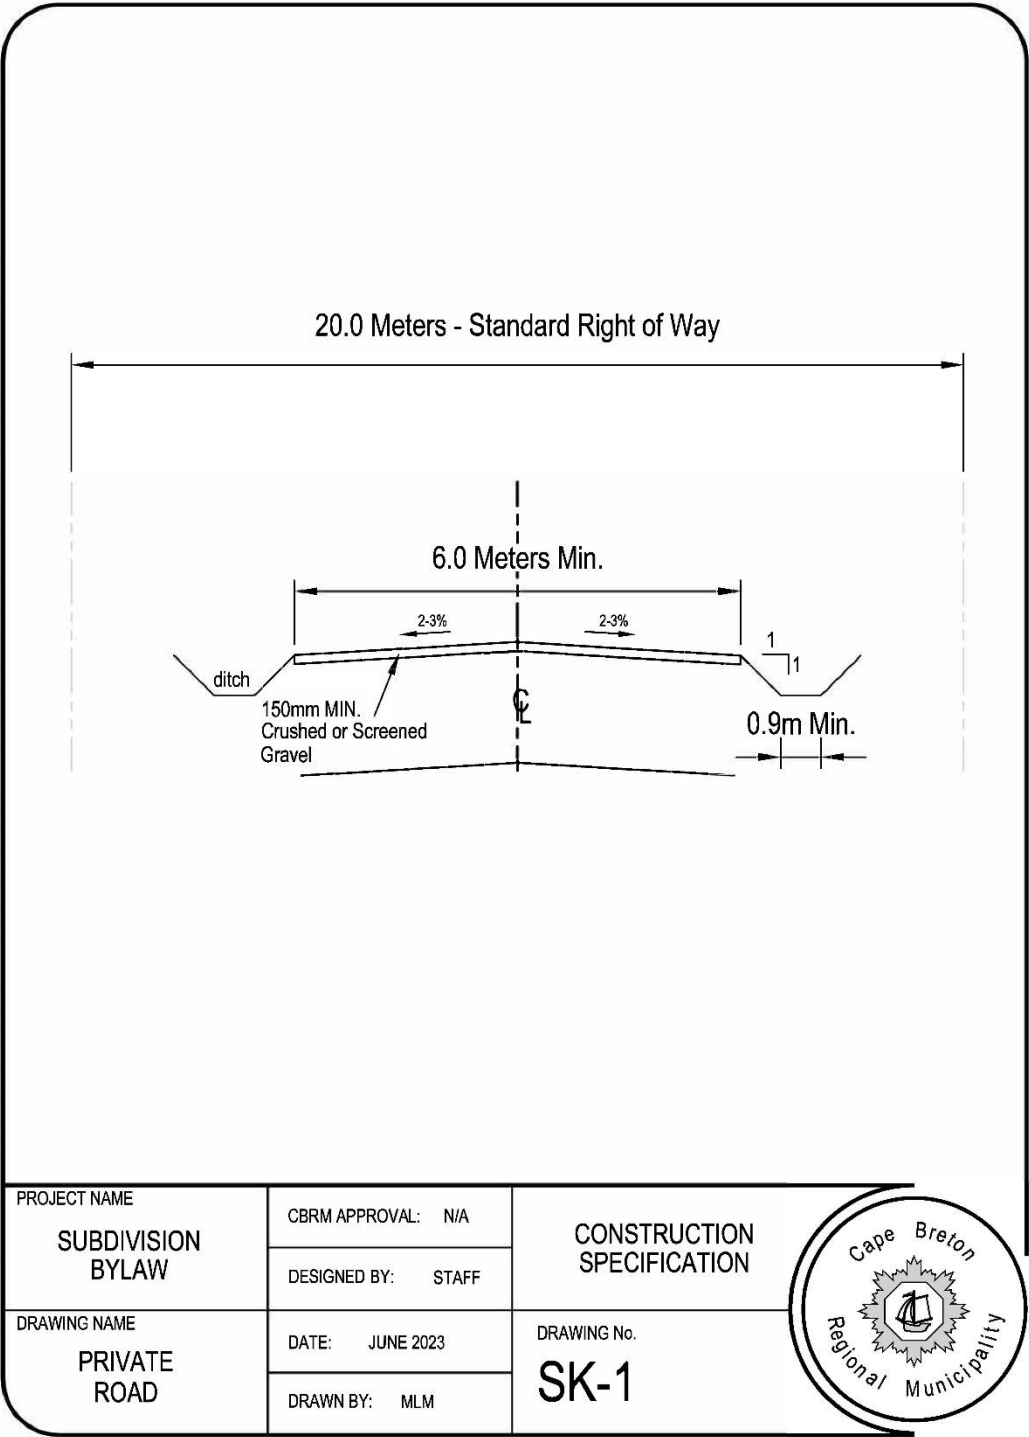 20.0 Meters - Standard Right of Way
6.0 Meters Min.
2-3%
2-3%
1
1
ditch
150mm MIN.
Crushed or Screened
Gravel
CL
0.9m Min.
PROJECT NAME
SUBDIVISION
BYLAW
CBRM APPROVAL: N/A
DESIGNED BY: STAFF
CONSTRUCTION
SPECIFICATION
DRAWING NAME
PRIVATE
ROAD
DATE: JUNE 2023
DRAWN BY: MLM
DRAWING No.
SK-1
Cape Breton
Regional Municipality